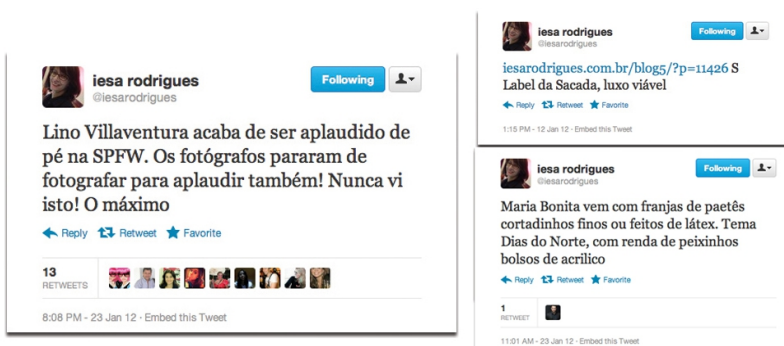 iesa rodrigues
@iesarodrigues
Following
Lino Villaventura acaba de ser aplaudido de
pé na SPFW. Os fotógrafos pararam de
fotografar para aplaudir também! Nunca vi
isto! O máximo
Reply Retweet Favorite
13
RETWEETS
8:08 PM - 23 Jan 12 · Embed this Tweet
iesa rodrigues
@iesarodrigues
Following
iesarodrigues.com.br/blog5/?p=11426 S
Label da Sacada, luxo viável
Reply Retweet Favorite
1:15 PM - 12 Jan 12 · Embed this Tweet
iesa rodrigues
@iesarodrigues
Following
Maria Bonita vem com franjas de paetês
cortadinhos finos ou feitos de látex. Tema
Dias do Norte, com renda de peixinhos
bolsos de acrilico
Reply Retweet Favorite
1
RETWEET
11:01 AM - 23 Jan 12 · Embed this Tweet